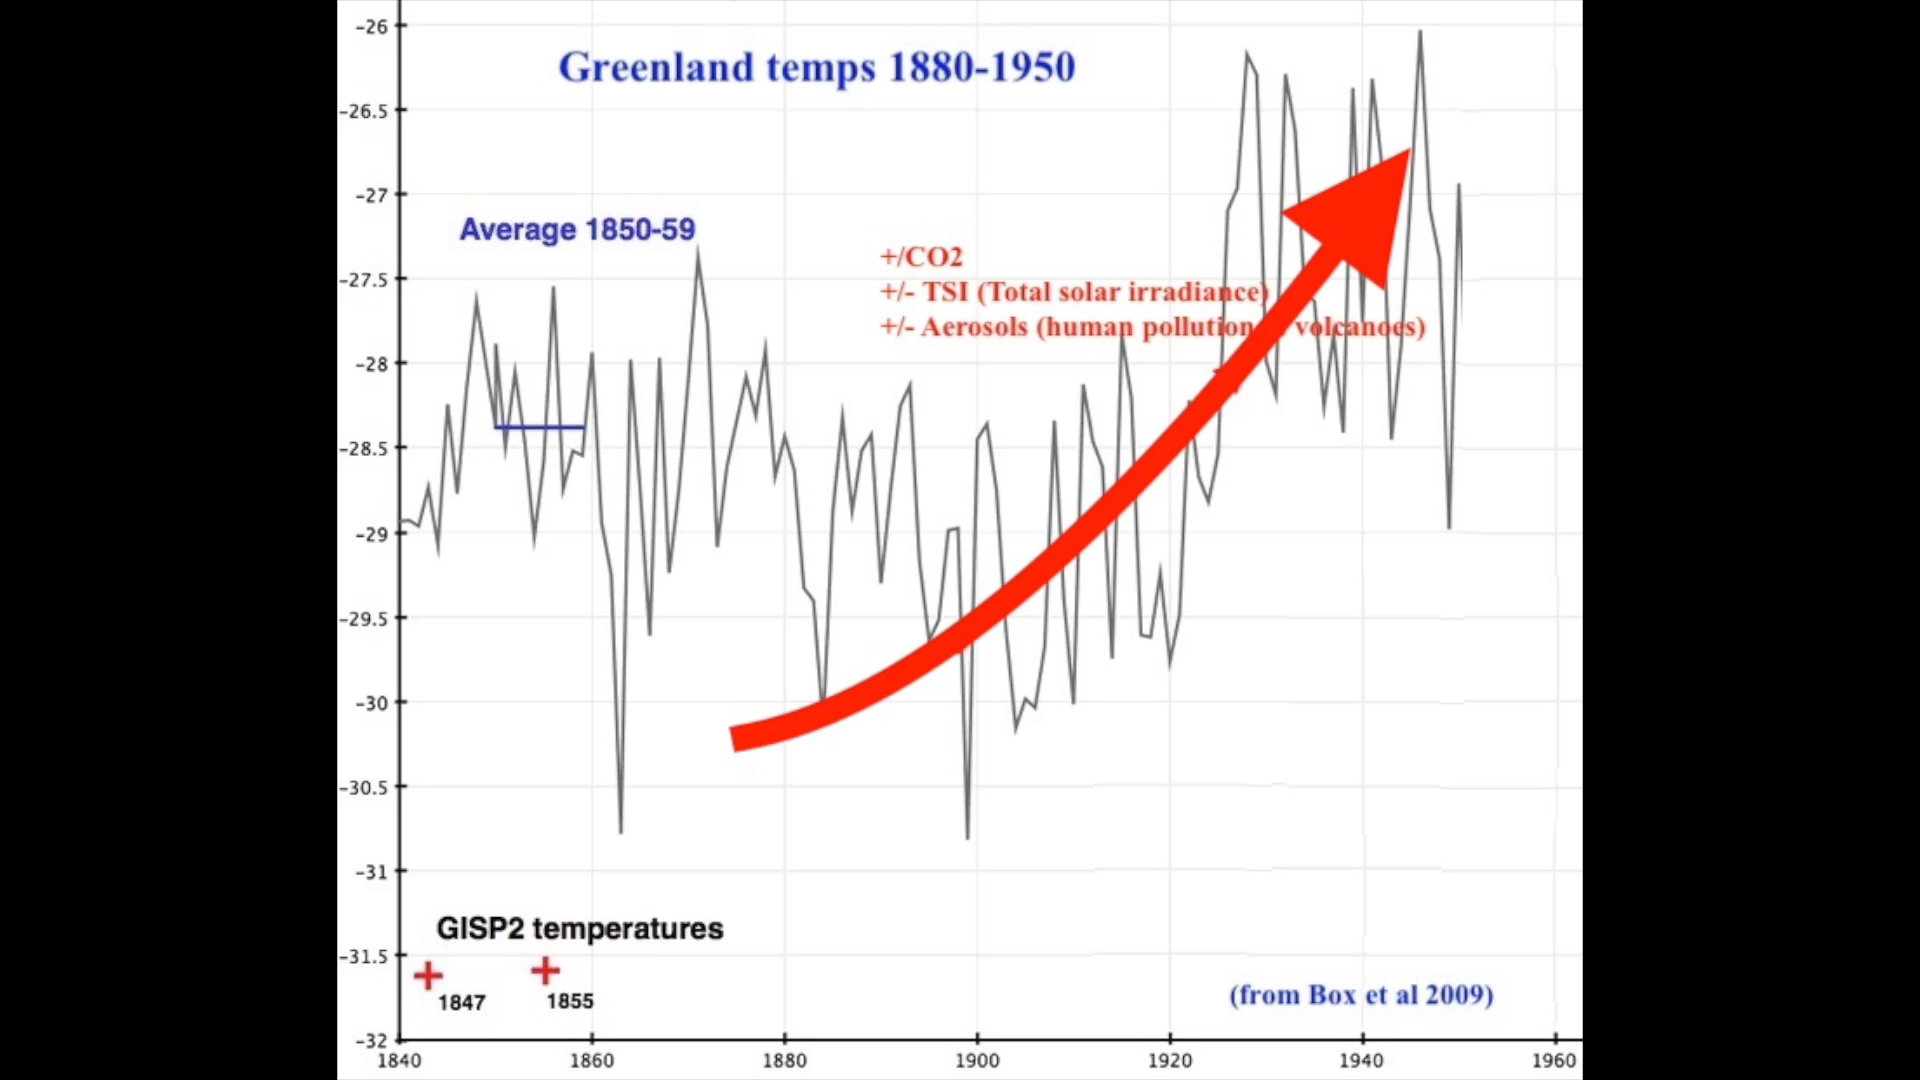 Greenland temps 1880-1950
Average 1850-59
+/CO2
+/- TSI (Total solar irradiance)
+/- Aerosols (human pollution volcanoes)
GISP2 temperatures
1847
1855
(from Box et al 2009)
-26
-26.5
-27
-27.5
-28
-28.5
-29
-29.5
-30
-30.5
-31
-31.5
-32
1840 1860 1880 1900 1920 1940 1960